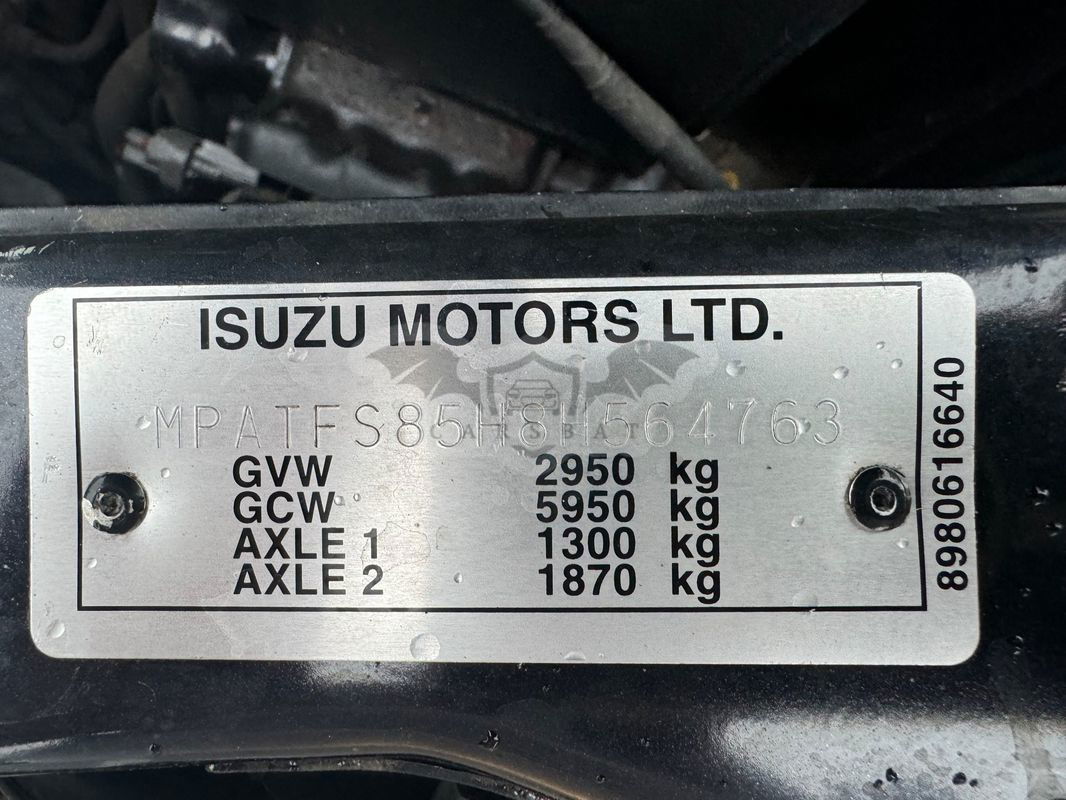 ISUZU MOTORS LTD.
MPATFS85H8H564763
CARSBAT
GVW 2950 kg
GCW 5950 kg
AXLE 1 1300 kg
AXLE 2 1870 kg
8980616640